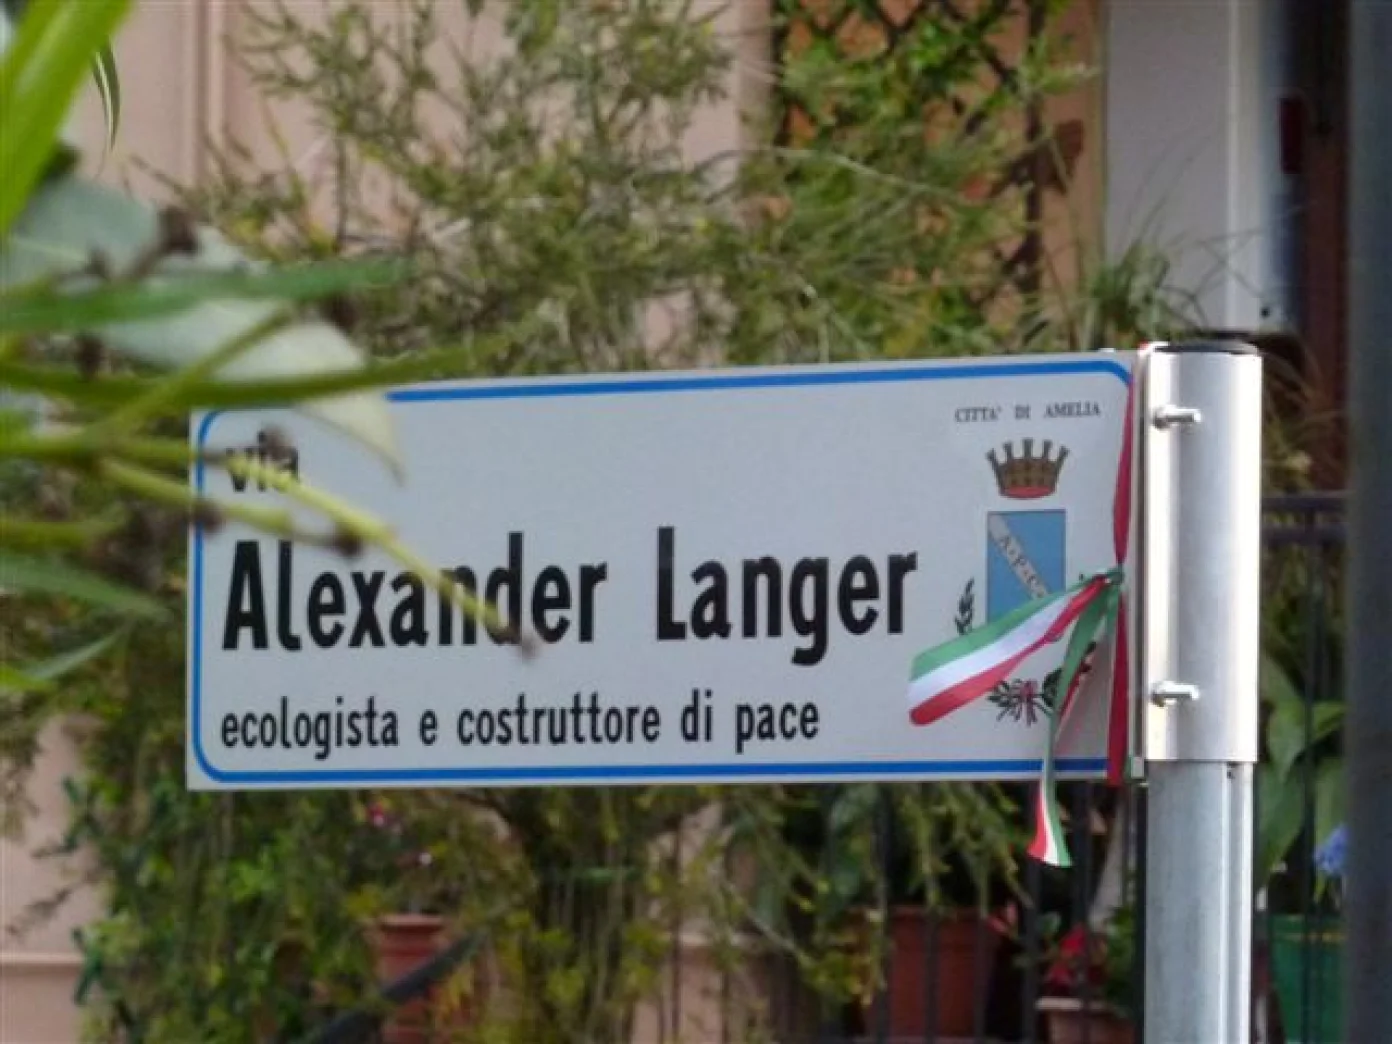 CITTA' DI AMELIA
via
Alexander Langer
ecologista e costruttore di pace